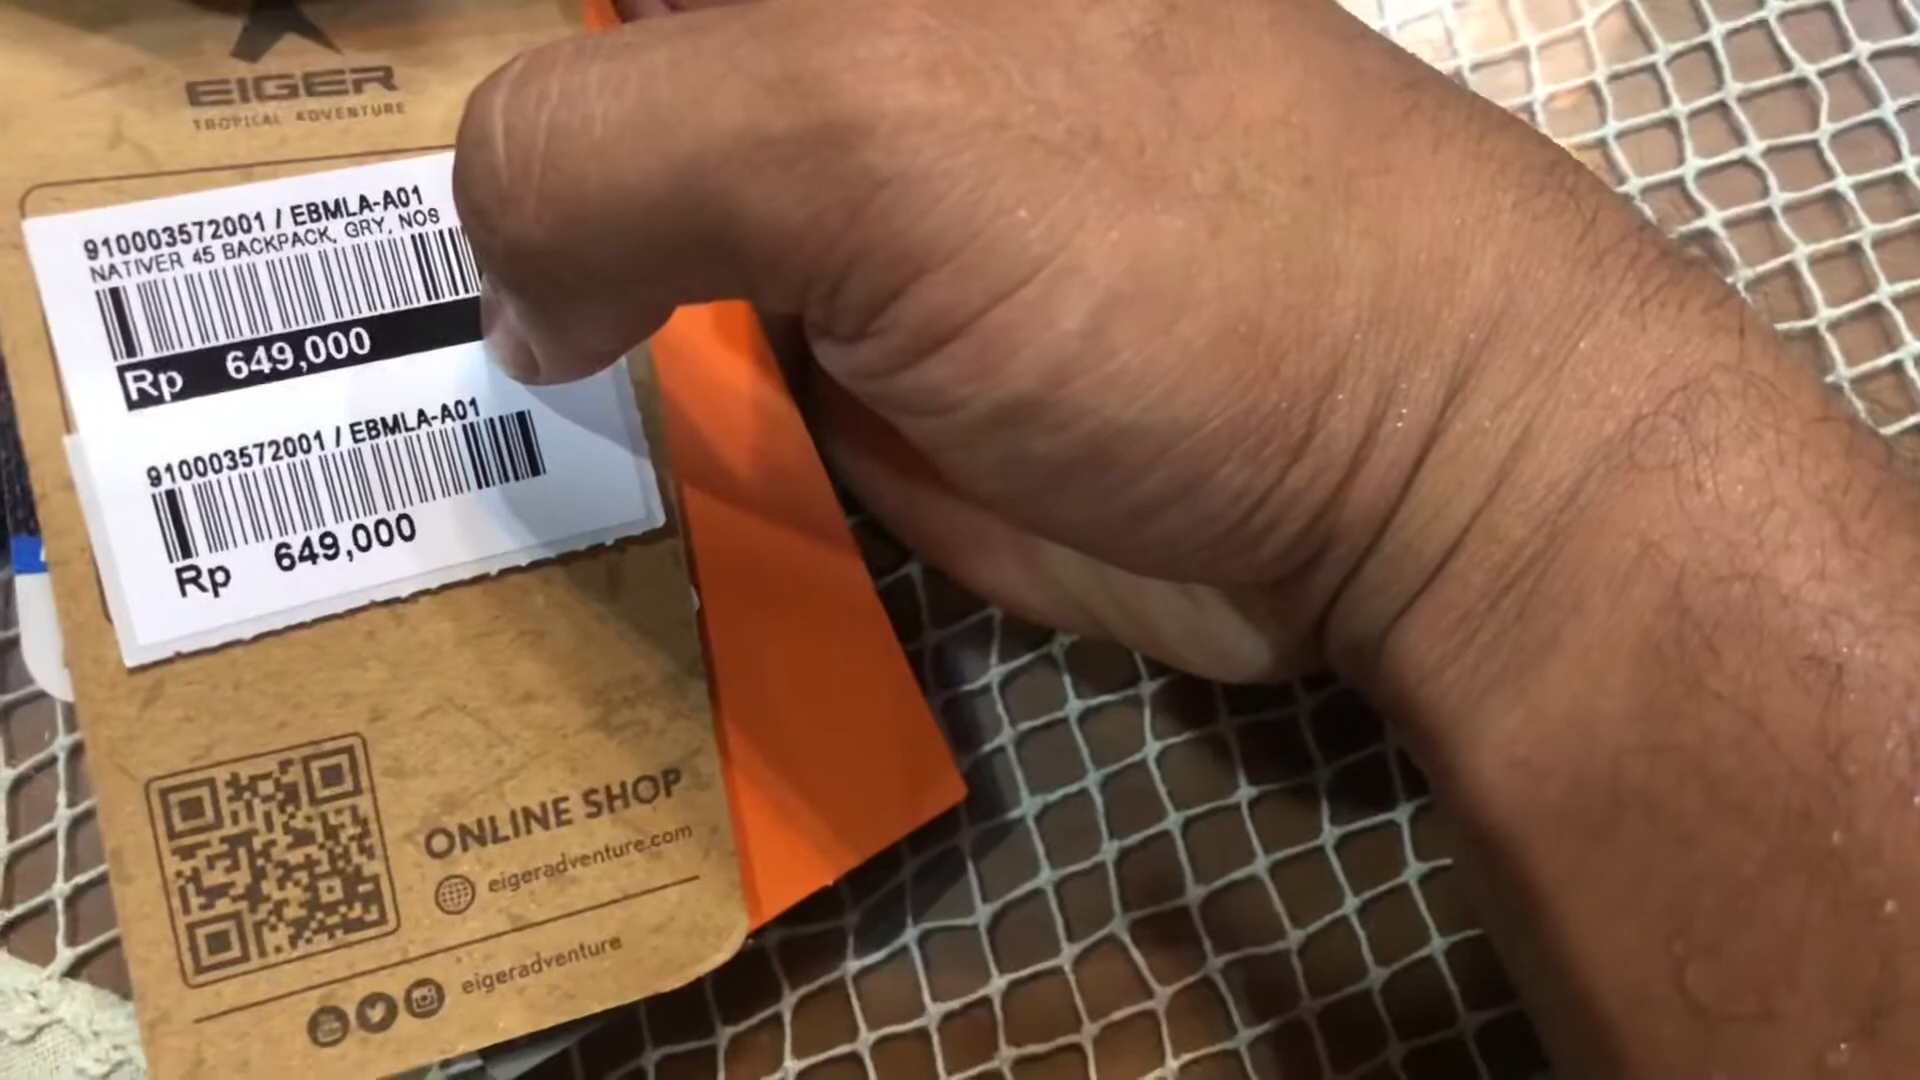 EIGER
TROPICAL ADVENTURE
910003572001 / EBMLA-A01
NATIVER 45 BACKPACK, GRY, NOS
Rp 649,000
910003572001 / EBMLA-A01
Rp 649,000
ONLINE SHOP
eigeradventure.com
eigeradventure